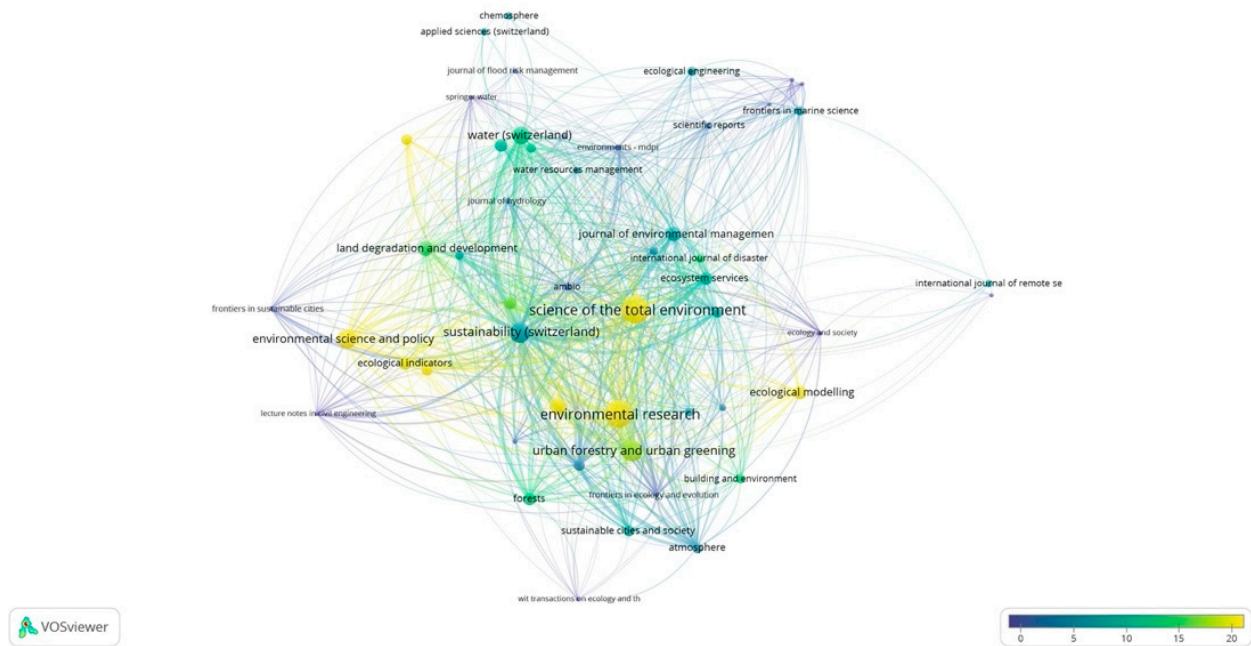 chemosphere
applied sciences (switzerland)
journal of flood risk management
ecological engineering
springer water
frontiers in marine science
scientific reports
water (switzerland)
environments - mdpi
water resources management
journal of hydrology
journal of environmental managemen
land degradation and development
international journal of disaster
ecosystem services
international journal of remote se
ambio
frontiers in sustainable cities
science of the total environment
sustainability (switzerland)
ecology and society
environmental science and policy
ecological indicators
ecological modelling
lecture notes in civil engineering
environmental research
urban forestry and urban greening
building and environment
frontiers in ecology and evolution
forests
sustainable cities and society
atmosphere
wit transactions on ecology and th
VOSviewer
0 5 10 15 20